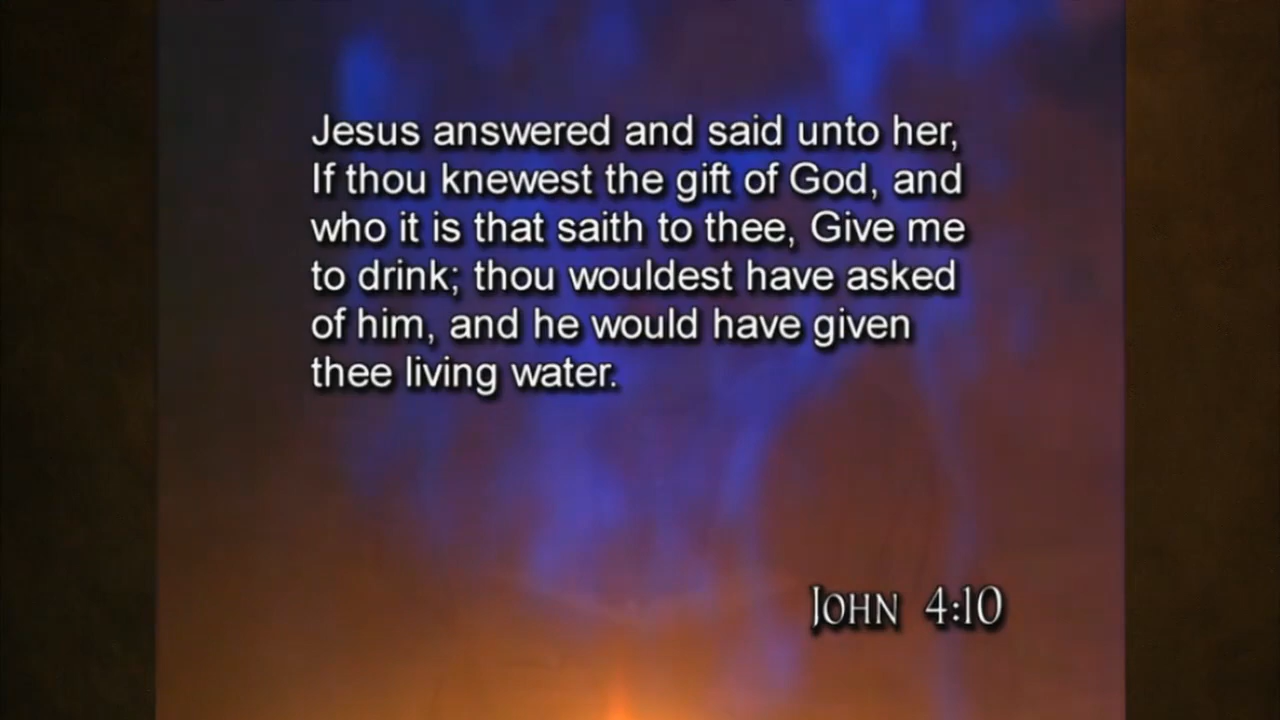 Jesus answered and said unto her,
If thou knewest the gift of God, and
who it is that saith to thee, Give me
to drink; thou wouldest have asked
of him, and he would have given
thee living water.
John 4:10